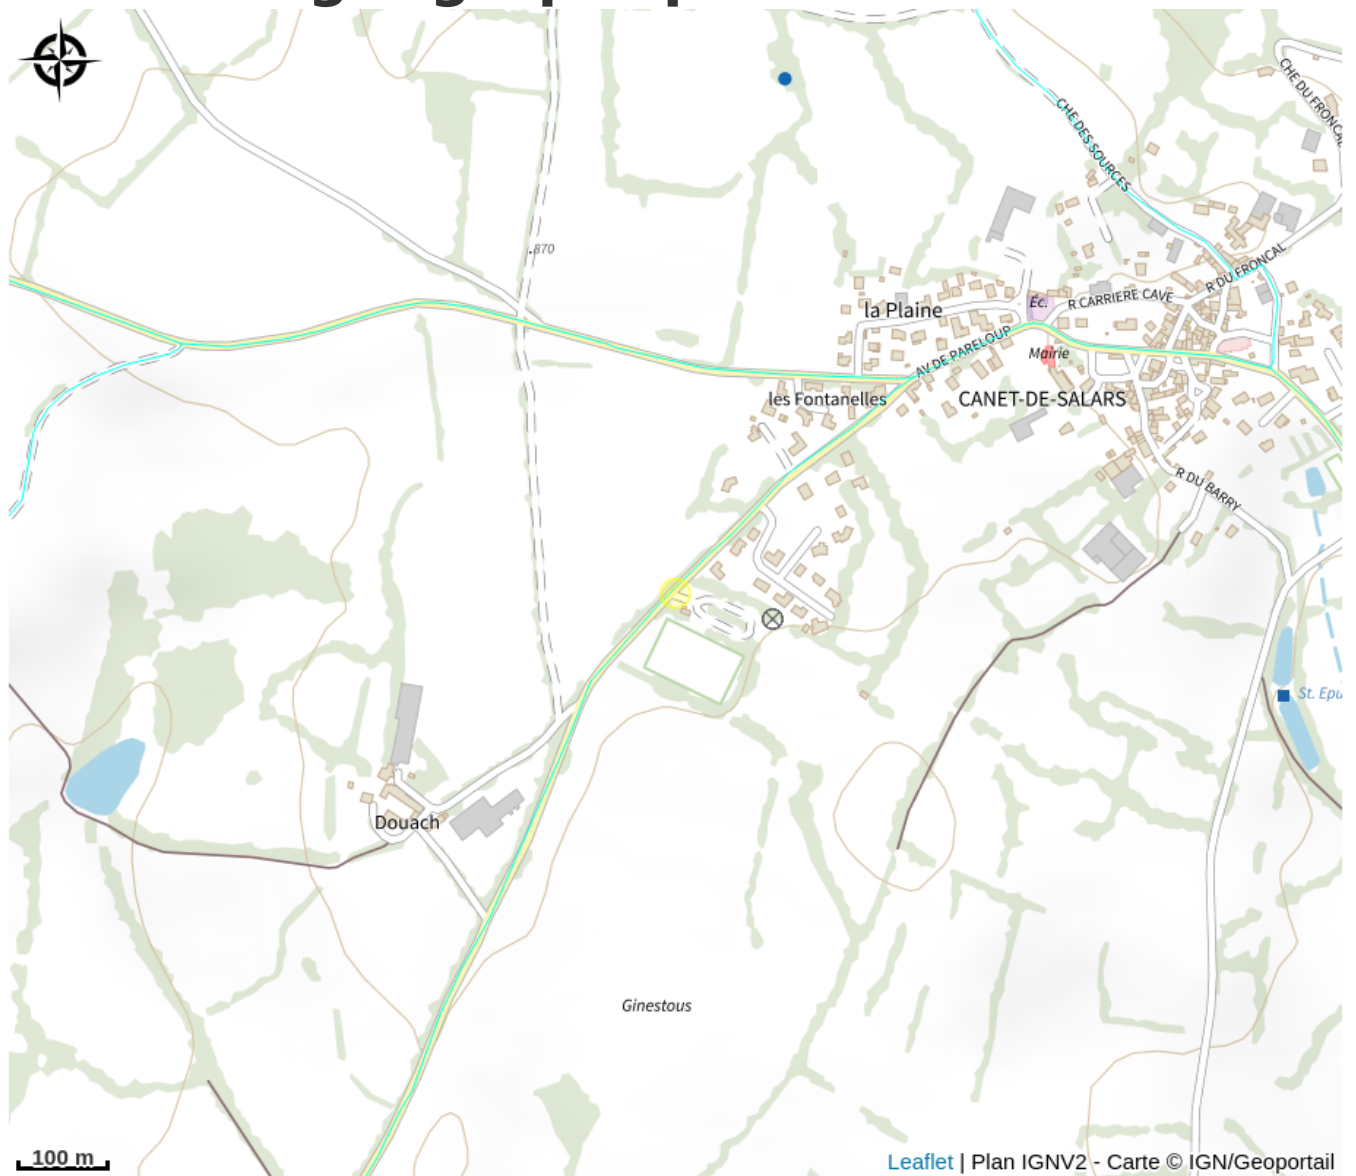 CHE DU FRONCAL
CHE DES SOURCES
870
R DU FRONCAL
Éc.
R CARRIERE CAVE
la Plaine
AV DE PARELOUP
Mairie
les Fontanelles
CANET-DE-SALARS
R DU BARRY
St. Epu
Douach
Ginestous
100 m
Leaflet | Plan IGNV2 - Carte © IGN/Geoportail